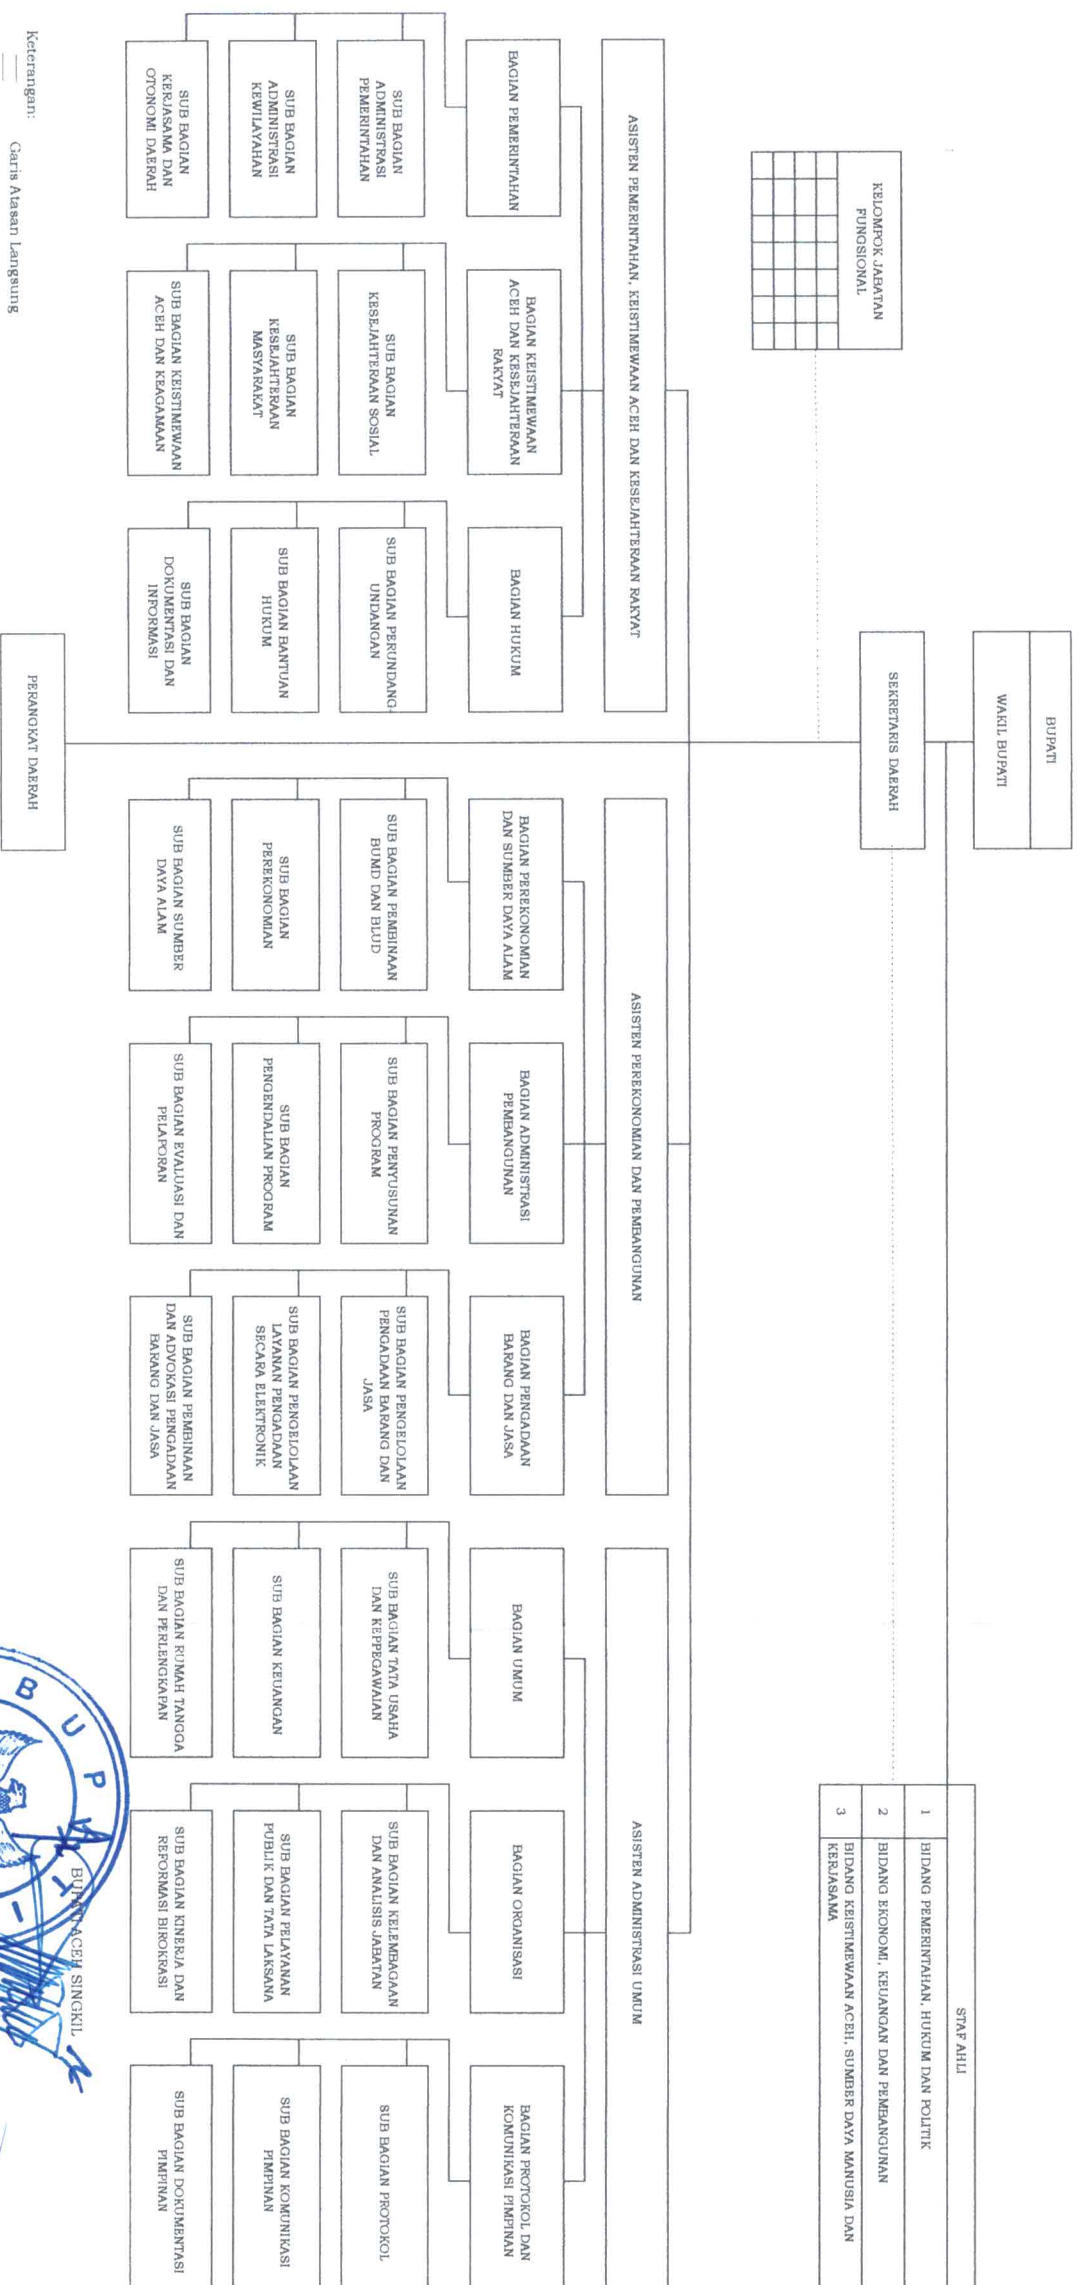 BUPATI
WAKIL BUPATI
SEKRETARIS DAERAH
STAF AHLI
1 BIDANG PEMERINTAHAN, HUKUM DAN POLITIK
2 BIDANG EKONOMI, KEUANGAN DAN PEMBANGUNAN
3 BIDANG KEISTIMEWAAN ACEH, SUMBER DAYA MANUSIA DAN
KERJASAMA
KELOMPOK JABATAN
FUNGSIONAL
ASISTEN PEMERINTAHAN, KEISTIMEWAAN ACEH DAN KESEJAHTERAAN RAKYAT
ASISTEN PEREKONOMIAN DAN PEMBANGUNAN
ASISTEN ADMINISTRASI UMUM
BAGIAN PEMERINTAHAN
BAGIAN KEISTIMEWAAN
ACEH DAN KESEJAHTERAAN
RAKYAT
BAGIAN HUKUM
BAGIAN PEREKONOMIAN
DAN SUMBER DAYA ALAM
BAGIAN ADMINISTRASI
PEMBANGUNAN
BAGIAN PENGADAAN
BARANG DAN JASA
BAGIAN UMUM
BAGIAN ORGANISASI
BAGIAN PROTOKOL DAN
KOMUNIKASI PIMPINAN
SUB BAGIAN
ADMINISTRASI
PEMERINTAHAN
SUB BAGIAN
KESEJAHTERAAN SOSIAL
SUB BAGIAN PERUNDANG-
UNDANGAN
SUB BAGIAN PEMBINAAN
BUMD DAN BLUD
SUB BAGIAN PENYUSUNAN
PROGRAM
SUB BAGIAN PENGELOLAAN
PENGADAAN BARANG DAN
JASA
SUB BAGIAN TATA USAHA
DAN KEPPEGAWAIAN
SUB BAGIAN KELEMBAGAAN
DAN ANALISIS JABATAN
SUB BAGIAN PROTOKOL
SUB BAGIAN
ADMINISTRASI
KEWILAYAHAN
SUB BAGIAN
KESEJAHTERAAN
MASYARAKAT
SUB BAGIAN BANTUAN
HUKUM
SUB BAGIAN
PEREKONOMIAN
SUB BAGIAN
PENGENDALIAN PROGRAM
SUB BAGIAN PENGELOLAAN
LAYANAN PENGADAAN
SECARA ELEKTRONIK
SUB BAGIAN KEUANGAN
SUB BAGIAN PELAYANAN
PUBLIK DAN TATA LAKSANA
SUB BAGIAN KOMUNIKASI
PIMPINAN
SUB BAGIAN
KERJASAMA DAN
OTONOMI DAERAH
SUB BAGIAN KEISTIMEWAAN
ACEH DAN KEAGAMAAN
SUB BAGIAN
DOKUMENTASI DAN
INFORMASI
SUB BAGIAN SUMBER
DAYA ALAM
SUB BAGIAN EVALUASI DAN
PELAPORAN
SUB BAGIAN PEMBINAAN
DAN ADVOKASI PENGADAAN
BARANG DAN JASA
SUB BAGIAN RUMAH TANGGA
DAN PERLENGKAPAN
SUB BAGIAN KINERJA DAN
REFORMASI BIROKRASI
SUB BAGIAN DOKUMENTASI
PIMPINAN
PERANGKAT DAERAH
Keterangan:
Garis Atasan Langsung
BUPATI ACEH SINGKIL
BUPATI